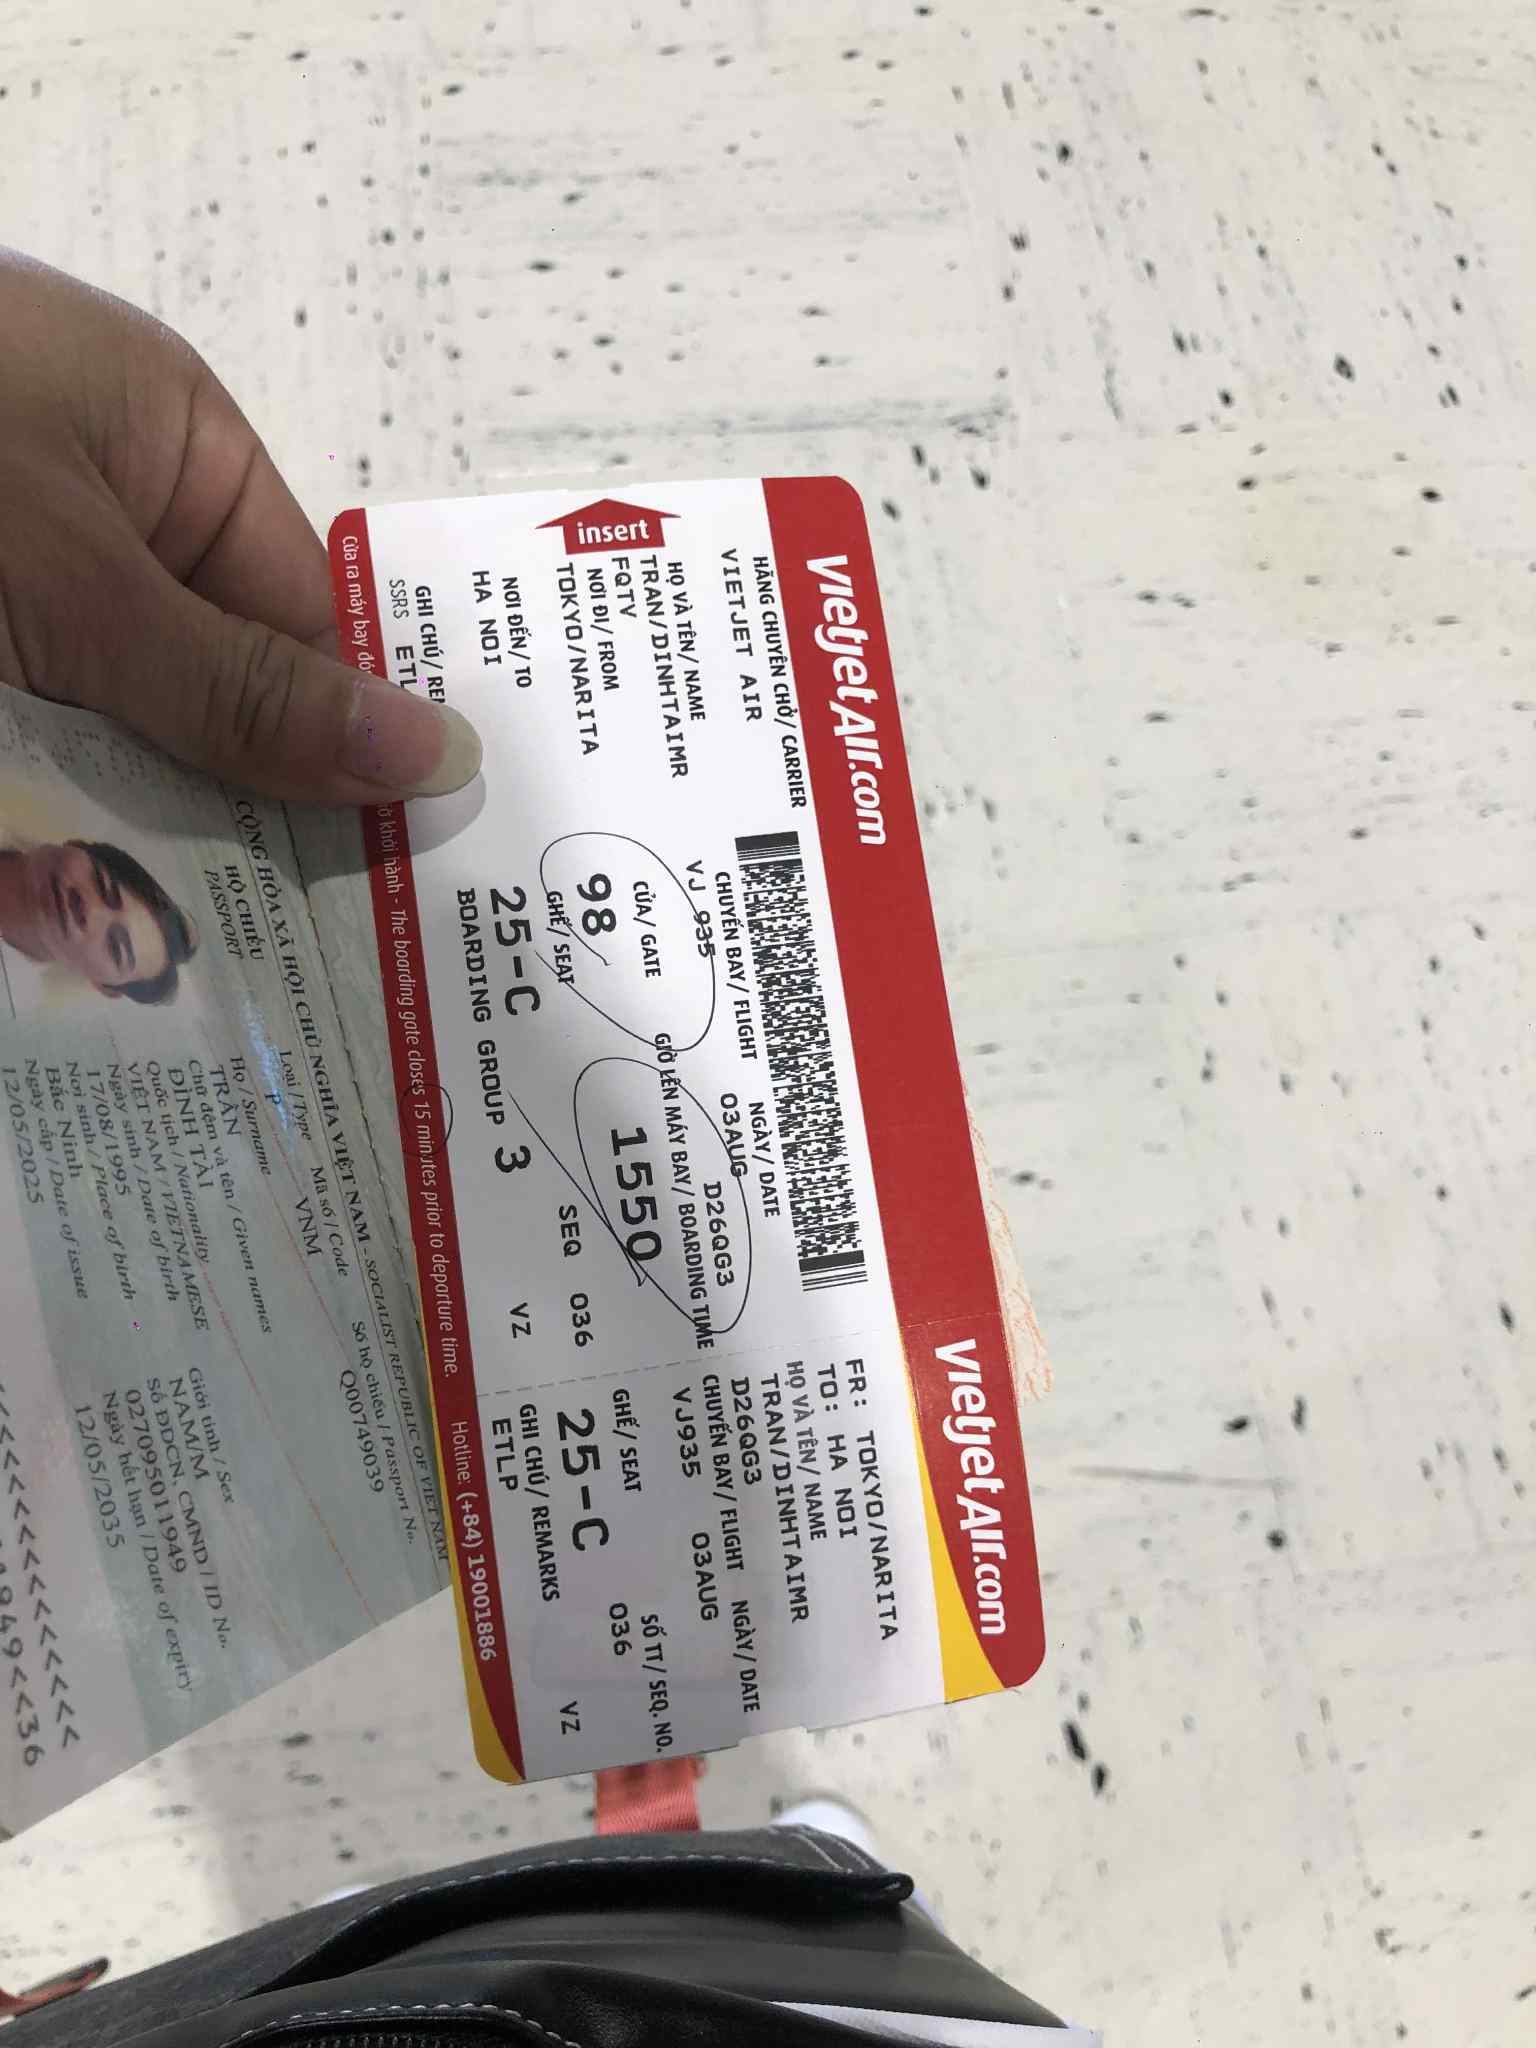 vietjetAir.com
HÃNG CHUYÊN CHỞ/ CARRIER
VIETJET AIR
CHUYẾN BAY/ FLIGHT
VJ 935
NGÀY/ DATE
03AUG
D26QG3
insert
HỌ VÀ TÊN/ NAME
TRAN/DINHTAIMR
FQTV
NƠI ĐI/ FROM
TOKYO/NARITA
CỬA/ GATE
98
GIỜ LÊN MÁY BAY/ BOARDING TIME
1550
NƠI ĐẾN/ TO
HA NOI
GHẾ/ SEAT
25-C
SEQ 036
GHI CHÚ/
SSRS
BOARDING GROUP 3
VZ
Cửa ra máy bay
khởi hành - The boarding gate closes 15 minutes prior to departure time.
Hotline: (+84) 19001886
vietjetAir.com
FR: TOKYO/NARITA
TO: HA NOI
HỌ VÀ TÊN/ NAME
TRAN/DINHTAIMR
D26QG3
CHUYẾN BAY/ FLIGHT NGÀY/ DATE
VJ935 03AUG
GHẾ/ SEAT SỐ TT/ SEQ. NO.
25-C 036
GHI CHÚ/ REMARKS
ETLP
VZ
CỘNG HÒA XÃ HỘI CHỦ NGHĨA VIỆT NAM - SOCIALIST REPUBLIC OF VIET NAM
HỘ CHIẾU
PASSPORT
Loại / Type Mã số / Code Số hộ chiếu / Passport No.
P VNM Q00749039
Họ / Surname
TRẦN
Chữ đệm và tên / Given names
ĐÌNH TÀI
Quốc tịch / Nationality
VIỆT NAM / VIETNAMESE
Ngày sinh / Date of birth Giới tính / Sex
17/08/1995 NAM/M
Nơi sinh / Place of birth Số ĐDCN, CMND / ID No.
Bắc Ninh 027095011949
Ngày cấp / Date of issue Ngày hết hạn / Date of expiry
12/05/2025 12/05/2035
<<<<<<<<<<
949<<36